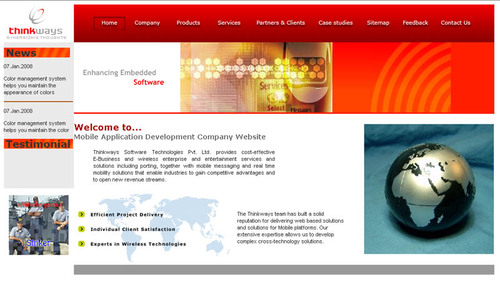 thinkways
Home
Company
Products
Services
Partners & Clients
Case studies
Sitemap
Feedback
Contact Us
News
07.Jan.2008
Color management system
helps you maintain the
appearance of colors
07.Jan.2008
Color management system
helps you maintain the color
Testimonial
Enhancing Embedded
Software
Services
Select
Welcome to...
Mobile Application Development Company Website
Thinkways Software Technologies Pvt. Ltd. provides cost-effective
E-Business and wireless enterprise and entertainment services and
solutions including porting, together with mobile messaging and real time
mobility solutions that enable industries to gain competitive advantages and
to open new revenue streams.
Efficient Project Delivery
Individual Client Satisfaction
Experts in Wireless Technologies
The Thinkways team has built a solid
reputation for delivering web based solutions
and solutions for Mobile platforms. Our
extensive expertise allows us to develop
complex cross-technology solutions.